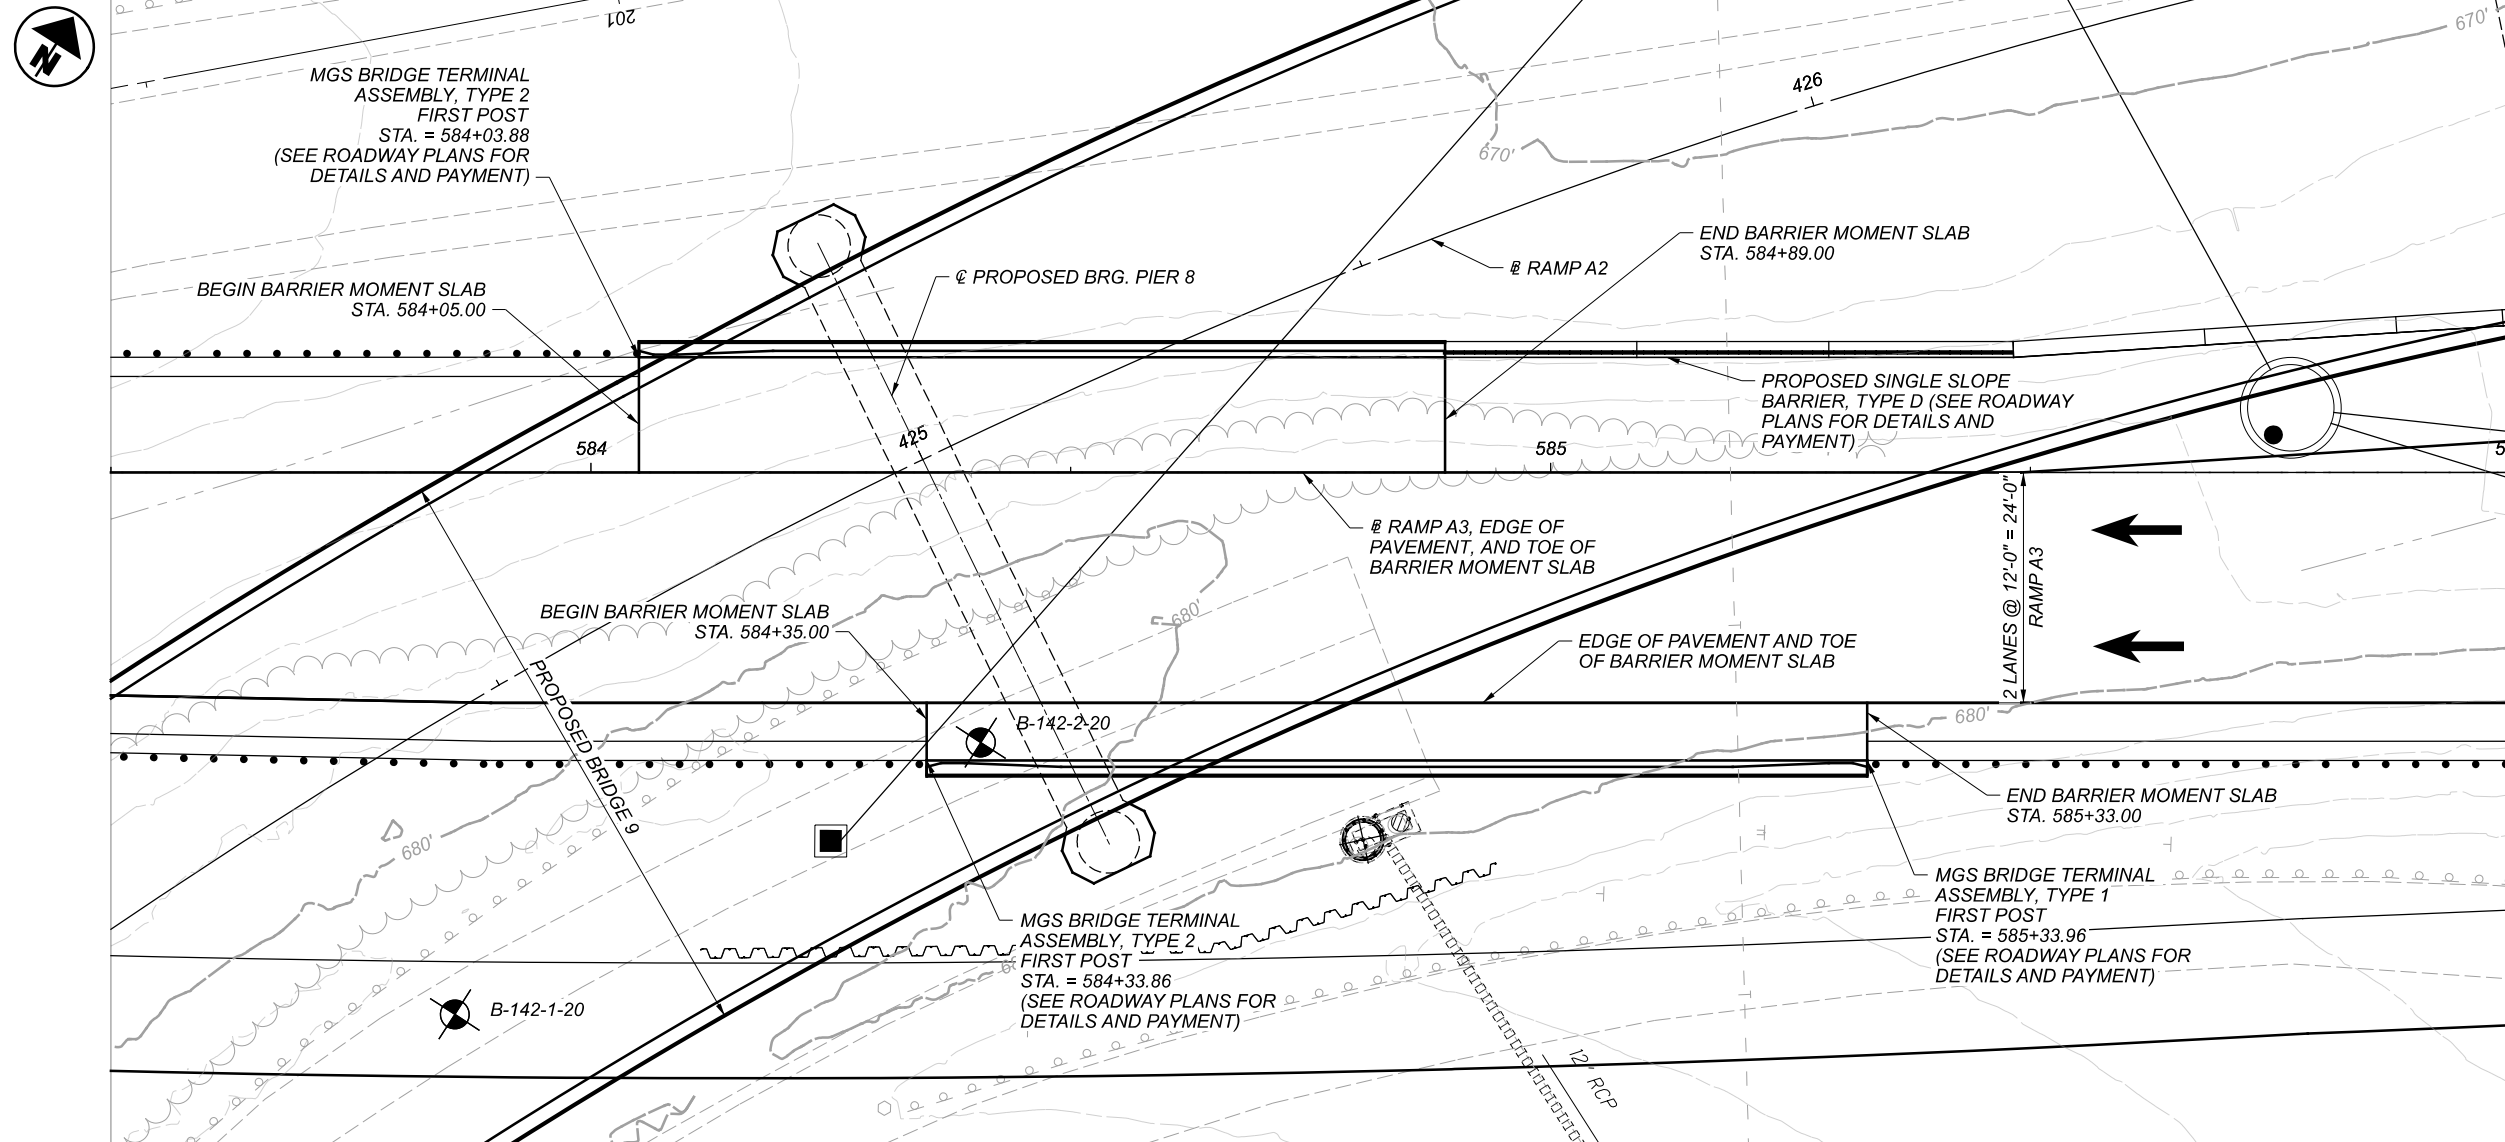 201
670'
N
MGS BRIDGE TERMINAL
ASSEMBLY, TYPE 2
FIRST POST
STA. = 584+03.88
(SEE ROADWAY PLANS FOR
DETAILS AND PAYMENT)
426
670'
END BARRIER MOMENT SLAB
STA. 584+89.00
℄ PROPOSED BRG. PIER 8
RAMP A2
BEGIN BARRIER MOMENT SLAB
STA. 584+05.00
PROPOSED SINGLE SLOPE
BARRIER, TYPE D (SEE ROADWAY
PLANS FOR DETAILS AND
PAYMENT)
584
425
585
5
RAMP A3, EDGE OF
PAVEMENT, AND TOE OF
BARRIER MOMENT SLAB
2 LANES @ 12'-0" = 24'-0"
RAMP A3
BEGIN BARRIER MOMENT SLAB
STA. 584+35.00
680'
EDGE OF PAVEMENT AND TOE
OF BARRIER MOMENT SLAB
PROPOSED BRIDGE 9
B-142-2-20
680'
680'
END BARRIER MOMENT SLAB
STA. 585+33.00
MGS BRIDGE TERMINAL
ASSEMBLY, TYPE 1
FIRST POST
STA. = 585+33.96
(SEE ROADWAY PLANS FOR
DETAILS AND PAYMENT)
MGS BRIDGE TERMINAL
ASSEMBLY, TYPE 2
FIRST POST
STA. = 584+33.86
(SEE ROADWAY PLANS FOR
DETAILS AND PAYMENT)
B-142-1-20
12" RCP